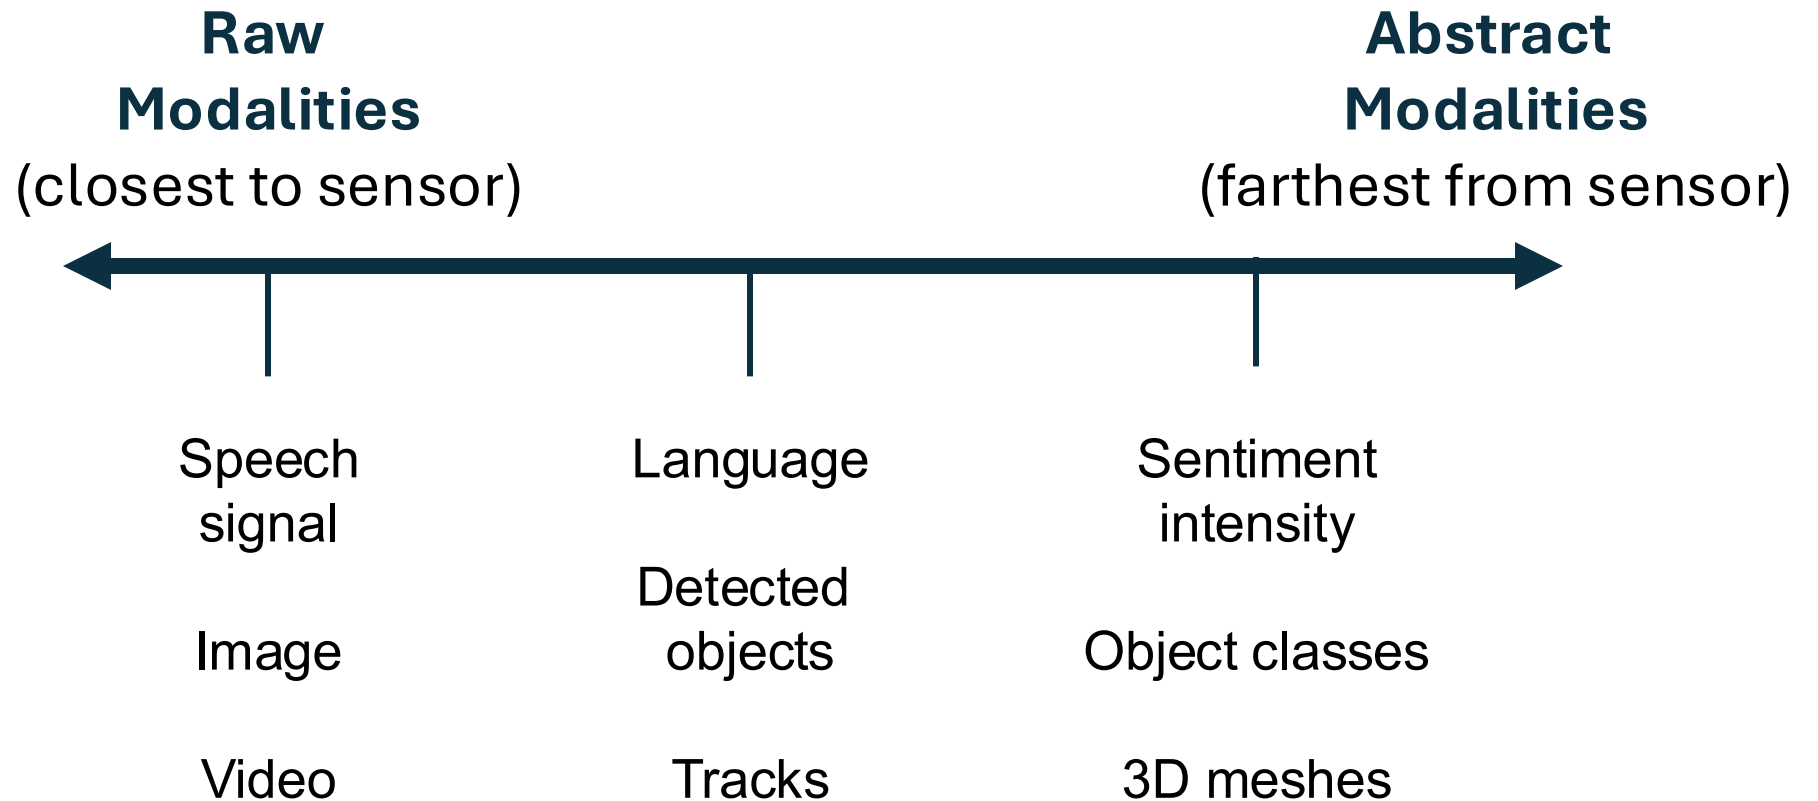 Raw
Modalities
(closest to sensor)
Abstract
Modalities
(farthest from sensor)
Speech
signal
Language
Sentiment
intensity
Image
Detected
objects
Object classes
Video
Tracks
3D meshes